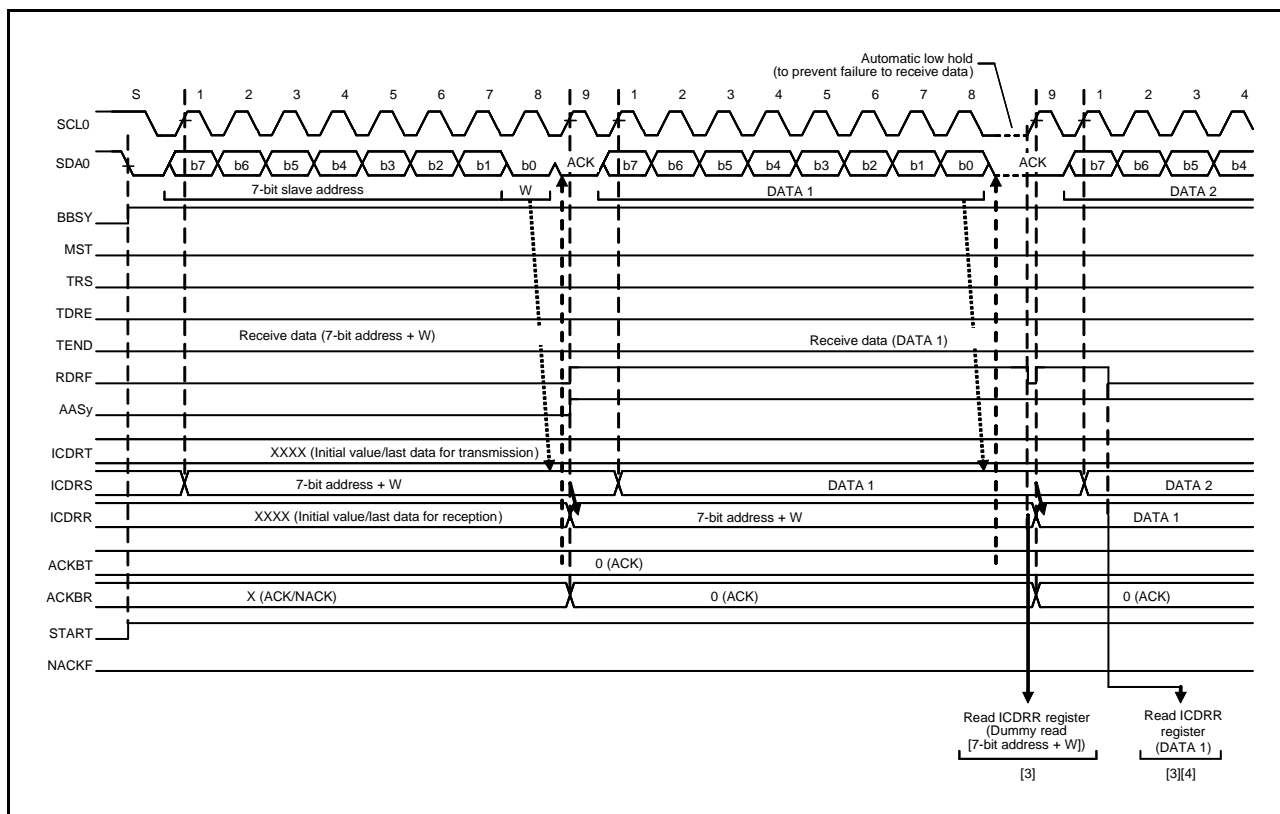 Automatic low hold
(to prevent failure to receive data)
S 1 2 3 4 5 6 7 8 9 1 2 3 4 5 6 7 8 9 1 2 3 4
SCL0
SDA0 b7 b6 b5 b4 b3 b2 b1 b0 ACK b7 b6 b5 b4 b3 b2 b1 b0 ACK b7 b6 b5 b4
7-bit slave address W DATA 1 DATA 2
BBSY
MST
TRS
TDRE
Receive data (7-bit address + W) Receive data (DATA 1)
TEND
RDRF
AASy
ICDRT XXXX (Initial value/last data for transmission)
ICDRS 7-bit address + W DATA 1 DATA 2
ICDRR XXXX (Initial value/last data for reception) 7-bit address + W DATA 1
ACKBT 0 (ACK)
ACKBR X (ACK/NACK) 0 (ACK) 0 (ACK)
START
NACKF
Read ICDRR register
(Dummy read
[7-bit address + W])
[3]
Read ICDRR
register
(DATA 1)
[3][4]